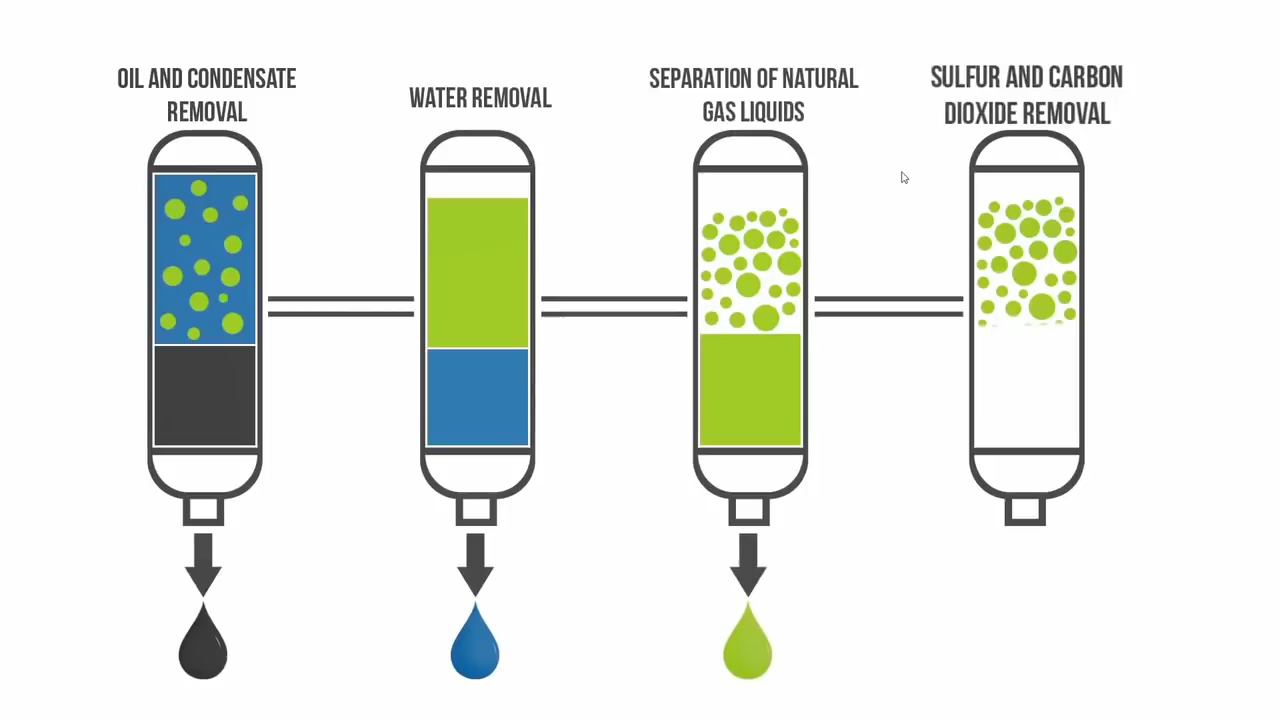 OIL AND CONDENSATE
REMOVAL
WATER REMOVAL
SEPARATION OF NATURAL
GAS LIQUIDS
SULFUR AND CARBON
DIOXIDE REMOVAL